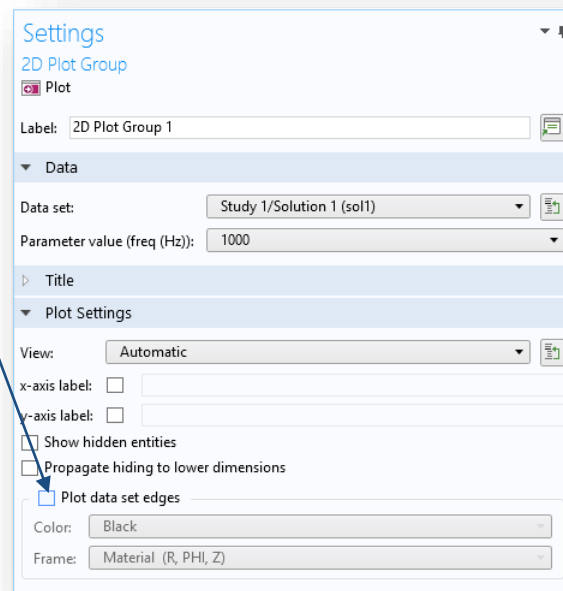 Settings
2D Plot Group
Plot
Label: 2D Plot Group 1
Data
Data set: Study 1/Solution 1 (sol1)
Parameter value (freq (Hz)): 1000
Title
Plot Settings
View: Automatic
x-axis label:
y-axis label:
Show hidden entities
Propagate hiding to lower dimensions
Plot data set edges
Color: Black
Frame: Material (R, PHI, Z)